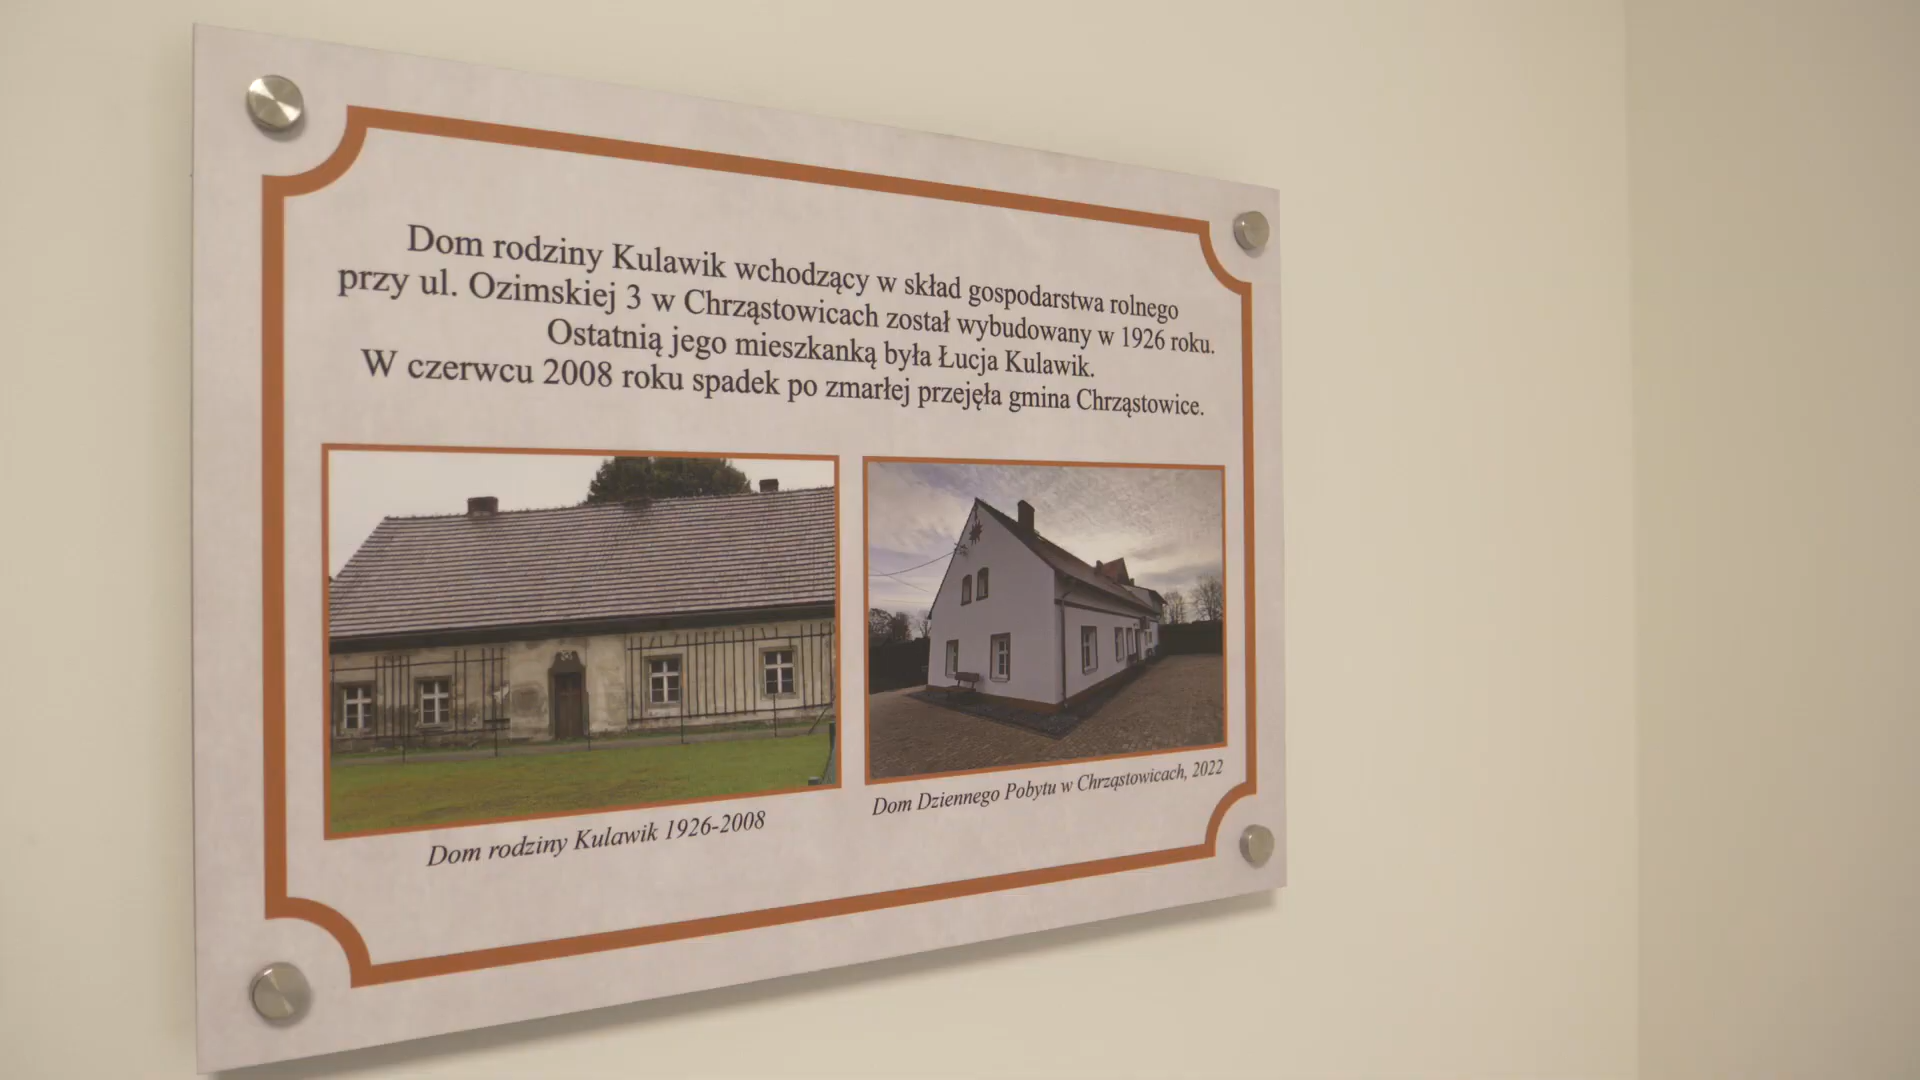 Dom rodziny Kulawik wchodzący w skład gospodarstwa rolnego
przy ul. Ozimskiej 3 w Chrząstowicach został wybudowany w 1926 roku.
Ostatnią jego mieszkanką była Łucja Kulawik.
W czerwcu 2008 roku spadek po zmarłej przejęła gmina Chrząstowice.
Dom rodziny Kulawik 1926-2008
Dom Dziennego Pobytu w Chrząstowicach, 2022